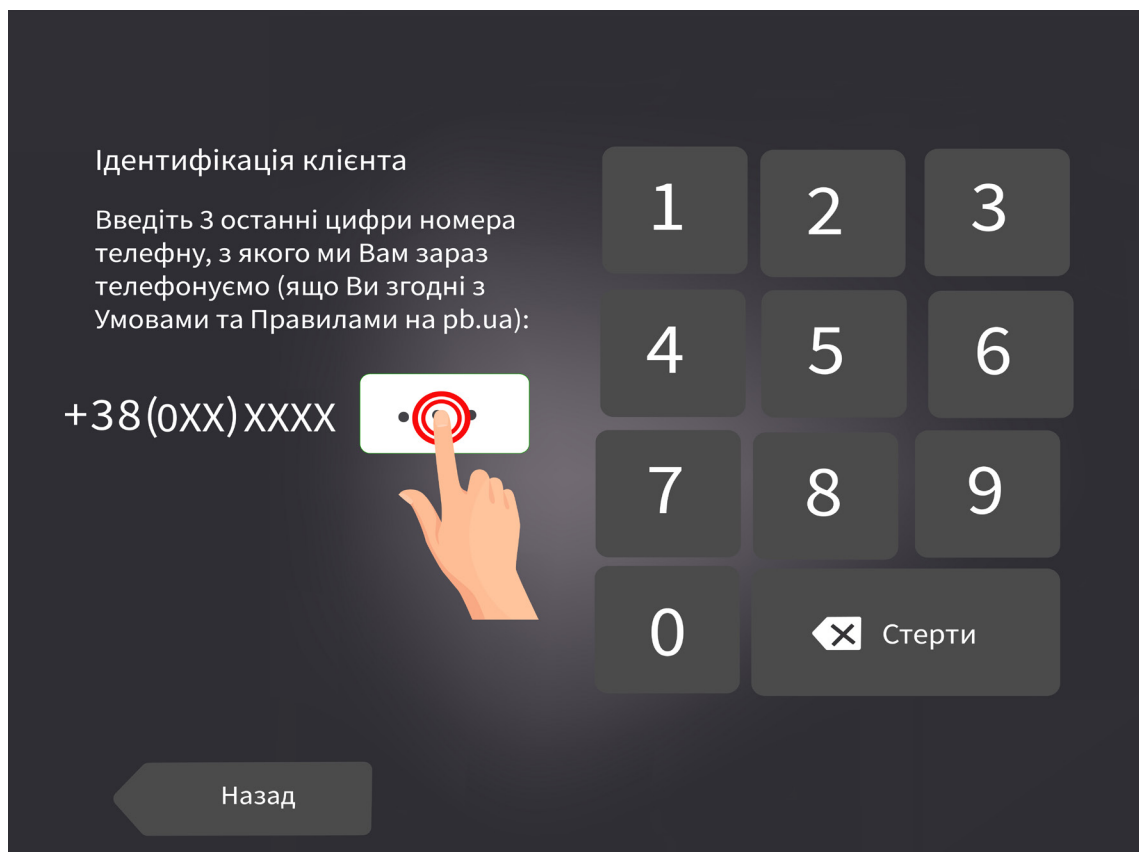 Ідентифікація клієнта
Введіть 3 останні цифри номера
телефну, з якого ми Вам зараз
телефонуємо (ящо Ви згодні з
Умовами та Правилами на pb.ua):
+38(0XX)XXXX
1 2 3
4 5 6
7 8 9
0 Стерти
Назад